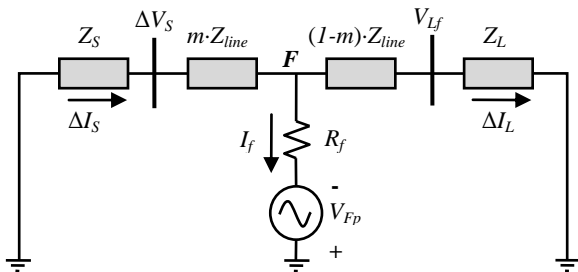 Z_S
ΔV_S
m·Z_line
F
(1-m)·Z_line
V_Lf
Z_L
ΔI_S
I_f
R_f
ΔI_L
-
V_Fp
+